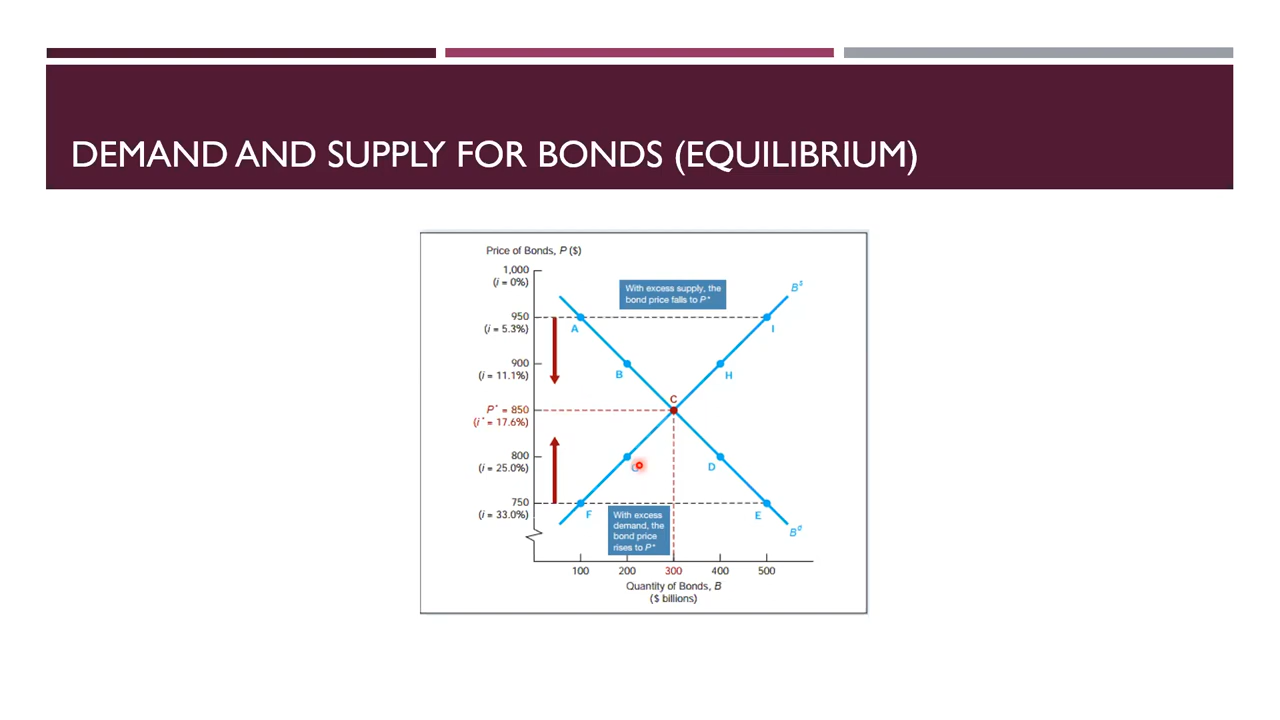 DEMAND AND SUPPLY FOR BONDS (EQUILIBRIUM)
Price of Bonds, P ($)
1,000
(i = 0%)
With excess supply, the
bond price falls to P*
B^s
950
(i = 5.3%)
A
I
900
(i = 11.1%)
B
H
C
P* = 850
(i* = 17.6%)
800
(i = 25.0%)
D
750
(i = 33.0%)
F
With excess
demand, the
bond price
rises to P*
E
B^d
100 200 300 400 500
Quantity of Bonds, B
($ billions)